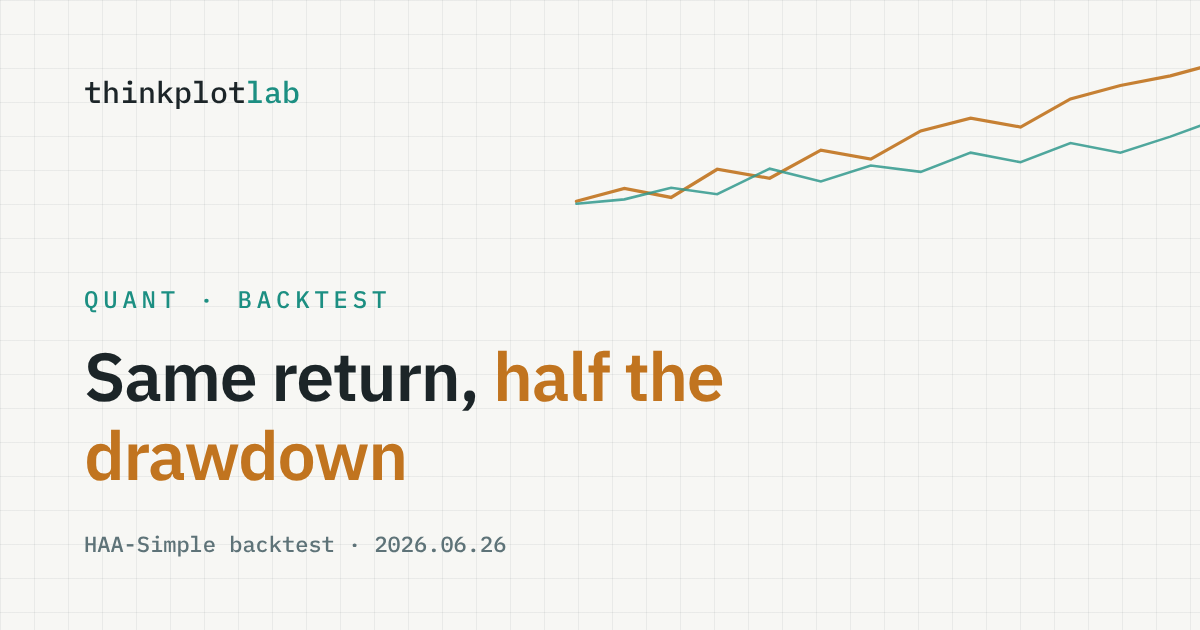 thinkplotlab
QUANT · BACKTEST
Same return, half the
drawdown
HAA-Simple backtest · 2026.06.26